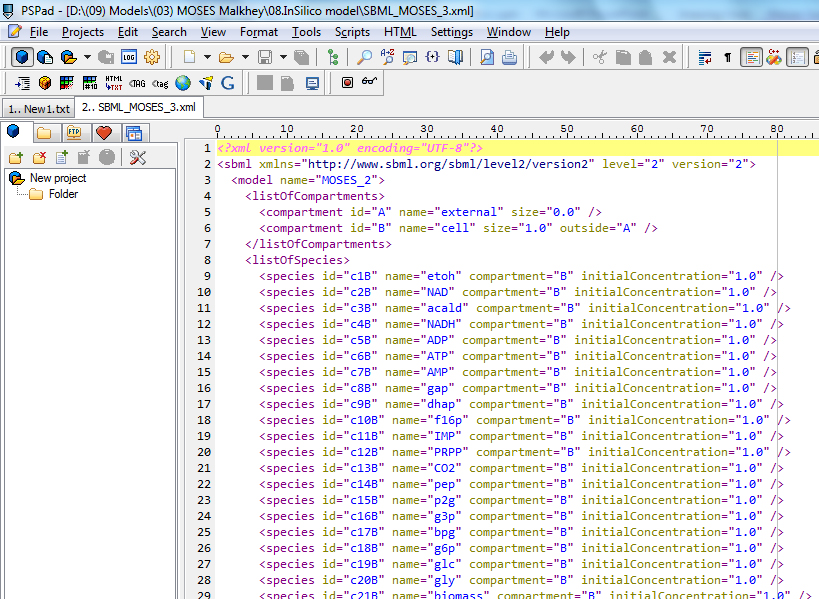 PSPad - [D:\(09) Models\(03) MOSES Malkhey\08.InSilico model\SBML_MOSES_3.xml]
File Projects Edit Search View Format Tools Scripts HTML Settings Window Help
LOG
HTML TXT TAG Tag
1.. New1.txt 2.. SBML_MOSES_3.xml
FTP
New project
Folder
0 10 20 30 40 50 60 70 80
1 <?xml version="1.0" encoding="UTF-8"?>
2 <sbml xmlns="http://www.sbml.org/sbml/level2/version2" level="2" version="2">
3 <model name="MOSES_2">
4 <listOfCompartments>
5 <compartment id="A" name="external" size="0.0" />
6 <compartment id="B" name="cell" size="1.0" outside="A" />
7 </listOfCompartments>
8 <listOfSpecies>
9 <species id="c1B" name="etoh" compartment="B" initialConcentration="1.0" />
10 <species id="c2B" name="NAD" compartment="B" initialConcentration="1.0" />
11 <species id="c3B" name="acald" compartment="B" initialConcentration="1.0" />
12 <species id="c4B" name="NADH" compartment="B" initialConcentration="1.0" />
13 <species id="c5B" name="ADP" compartment="B" initialConcentration="1.0" />
14 <species id="c6B" name="ATP" compartment="B" initialConcentration="1.0" />
15 <species id="c7B" name="AMP" compartment="B" initialConcentration="1.0" />
16 <species id="c8B" name="gap" compartment="B" initialConcentration="1.0" />
17 <species id="c9B" name="dhap" compartment="B" initialConcentration="1.0" />
18 <species id="c10B" name="f16p" compartment="B" initialConcentration="1.0" />
19 <species id="c11B" name="IMP" compartment="B" initialConcentration="1.0" />
20 <species id="c12B" name="PRPP" compartment="B" initialConcentration="1.0" />
21 <species id="c13B" name="CO2" compartment="B" initialConcentration="1.0" />
22 <species id="c14B" name="pep" compartment="B" initialConcentration="1.0" />
23 <species id="c15B" name="p2g" compartment="B" initialConcentration="1.0" />
24 <species id="c16B" name="g3p" compartment="B" initialConcentration="1.0" />
25 <species id="c17B" name="bpg" compartment="B" initialConcentration="1.0" />
26 <species id="c18B" name="g6p" compartment="B" initialConcentration="1.0" />
27 <species id="c19B" name="glc" compartment="B" initialConcentration="1.0" />
28 <species id="c20B" name="gly" compartment="B" initialConcentration="1.0" />
29 <species id="c21B" name="biomass" compartment="B" initialConcentration="1.0" />